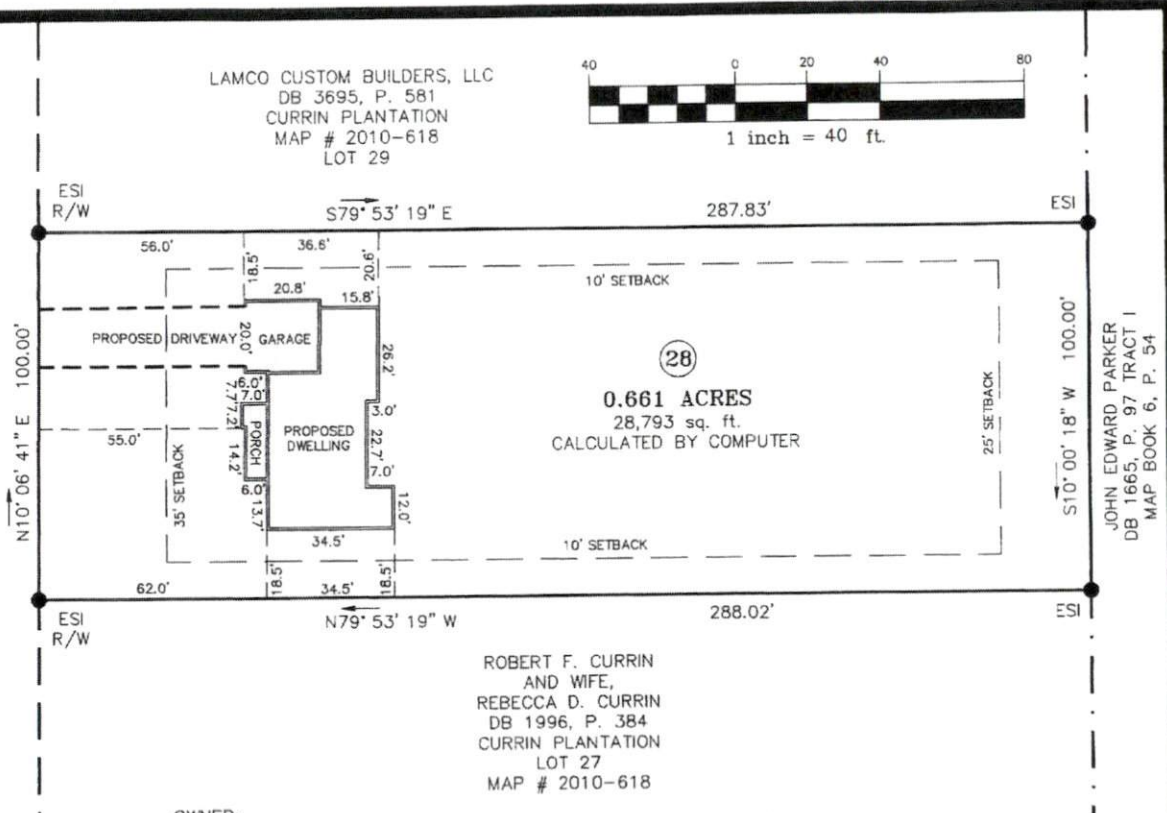 LAMCO CUSTOM BUILDERS, LLC
DB 3695, P. 581
CURRIN PLANTATION
MAP # 2010-618
LOT 29
40 0 20 40 80
1 inch = 40 ft.
ESI
R/W
S79° 53' 19" E
287.83'
ESI
56.0'
36.6'
18.5'
20.6'
10' SETBACK
20.8'
15.8'
PROPOSED DRIVEWAY
20.0'
GARAGE
26.2'
N10° 06' 41" E 100.00'
6.0'
7.0'
7.7'
7.2'
3.0'
55.0'
35' SETBACK
14.2'
PORCH
PROPOSED
DWELLING
22.7'
7.0'
6.0'
13.7'
12.0'
34.5'
28
0.661 ACRES
28,793 sq. ft.
CALCULATED BY COMPUTER
25' SETBACK
S10° 00' 18" W 100.00'
JOHN EDWARD PARKER
DB 1665, P. 97 TRACT I
MAP BOOK 6, P. 54
10' SETBACK
62.0'
18.5'
34.5'
18.5'
ESI
R/W
N79° 53' 19" W
288.02'
ESI
ROBERT F. CURRIN
AND WIFE,
REBECCA D. CURRIN
DB 1996, P. 384
CURRIN PLANTATION
LOT 27
MAP # 2010-618